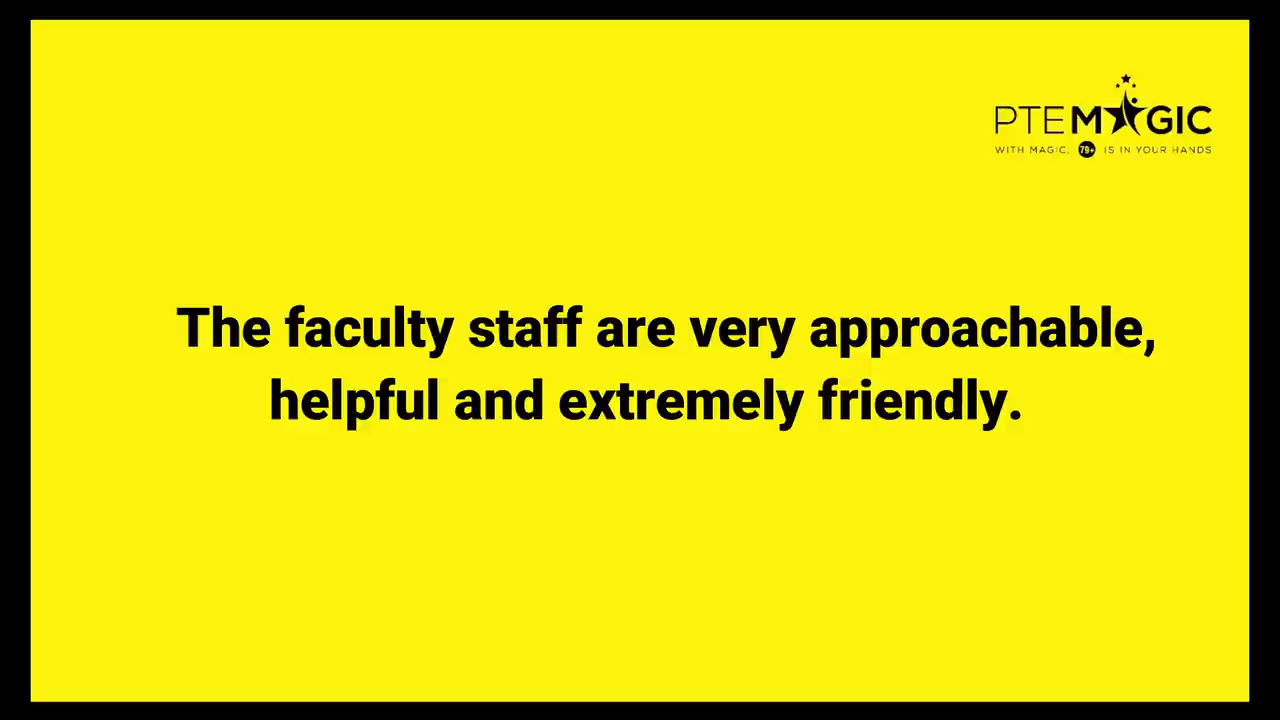 PTEMAGIC
WITH MAGIC, 79+ IS IN YOUR HANDS
The faculty staff are very approachable,
helpful and extremely friendly.